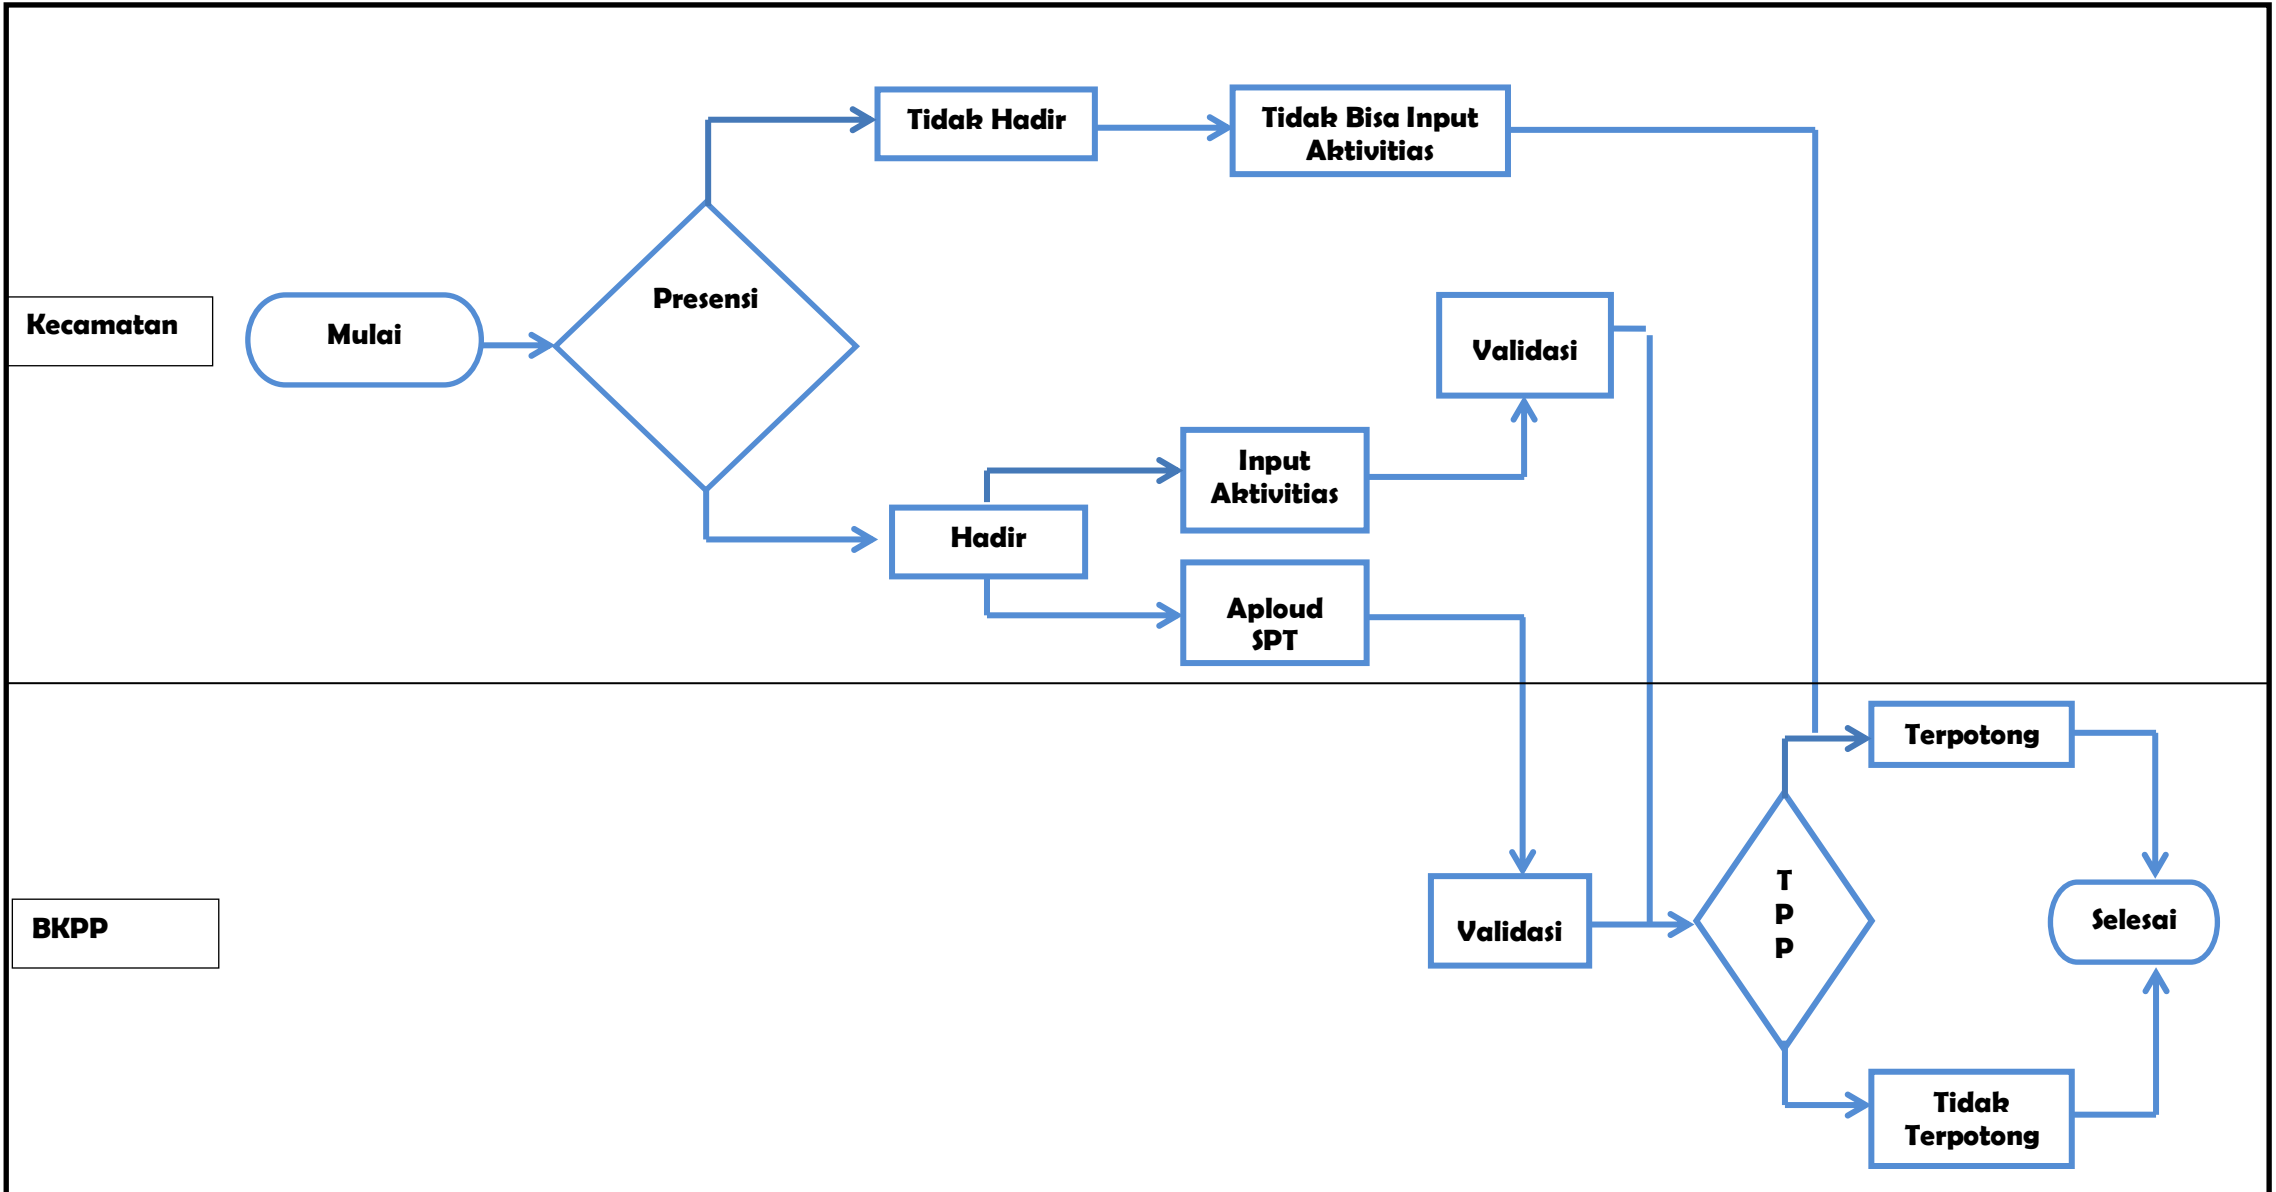 Tidak Hadir
Tidak Bisa Input
Aktivitias
Kecamatan
Mulai
Presensi
Validasi
Input
Aktivitias
Hadir
Aploud
SPT
Terpotong
BKPP
Validasi
T
P
P
Selesai
Tidak
Terpotong